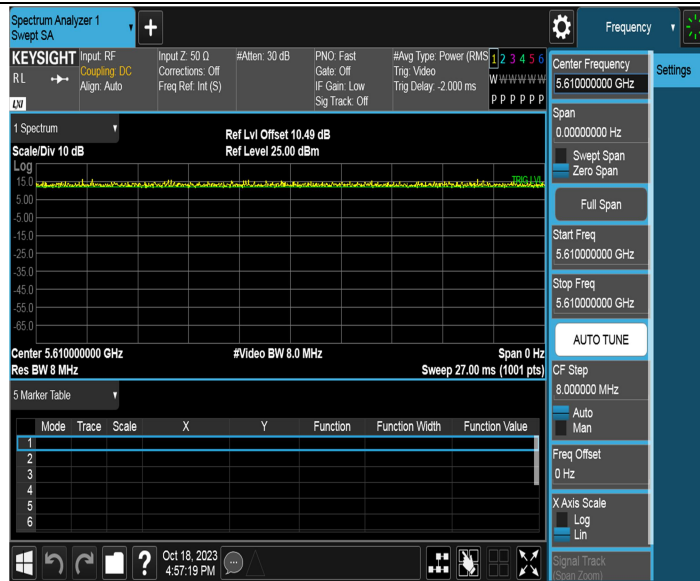 Spectrum Analyzer 1
Swept SA
Frequency
KEYSIGHT
RL
LXI
Input: RF
Coupling: DC
Align: Auto
Input Z: 50 Ω
Corrections: Off
Freq Ref: Int (S)
#Atten: 30 dB
PNO: Fast
Gate: Off
IF Gain: Low
Sig Track: Off
#Avg Type: Power (RMS
Trig: Video
Trig Delay: -2.000 ms
1 2 3 4 5 6
W W W W W W
P P P P P P
1 Spectrum
Scale/Div 10 dB
Ref Lvl Offset 10.49 dB
Ref Level 25.00 dBm
Log
15.0
5.00
-5.00
-15.0
-25.0
-35.0
-45.0
-55.0
-65.0
TRIG LVL
Center 5.610000000 GHz
#Video BW 8.0 MHz
Span 0 Hz
Res BW 8 MHz
Sweep 27.00 ms (1001 pts)
5 Marker Table
Mode Trace Scale X Y Function Function Width Function Value
1
2
3
4
5
6
Oct 18, 2023
4:57:19 PM
Center Frequency
5.610000000 GHz
Settings
Span
0.00000000 Hz
Swept Span
Zero Span
Full Span
Start Freq
5.610000000 GHz
Stop Freq
5.610000000 GHz
AUTO TUNE
CF Step
8.000000 MHz
Auto
Man
Freq Offset
0 Hz
X Axis Scale
Log
Lin
Signal Track
(Span Zoom)